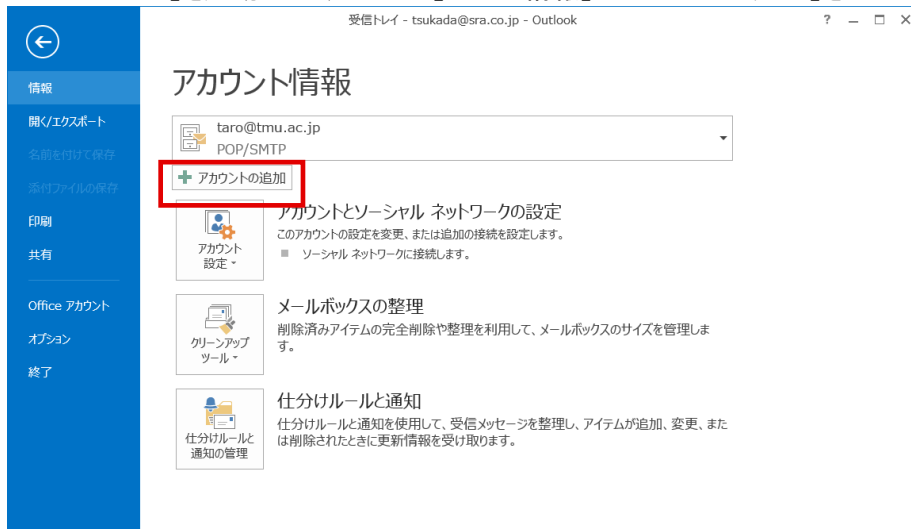 受信トレイ - tsukada@sra.co.jp - Outlook
?
情報
開く/エクスポート
名前を付けて保存
添付ファイルの保存
印刷
共有
Office アカウント
オプション
終了
アカウント情報
taro@tmu.ac.jp
POP/SMTP
アカウントの追加
アカウント
設定
アカウントとソーシャル ネットワークの設定
このアカウントの設定を変更、または追加の接続を設定します。
ソーシャル ネットワークに接続します。
クリーンアップ
ツール
メールボックスの整理
削除済みアイテムの完全削除や整理を利用して、メールボックスのサイズを管理しま
す。
仕分けルールと
通知の管理
仕分けルールと通知
仕分けルールと通知を使用して、受信メッセージを整理し、アイテムが追加、変更、また
は削除されたときに更新情報を受け取ります。